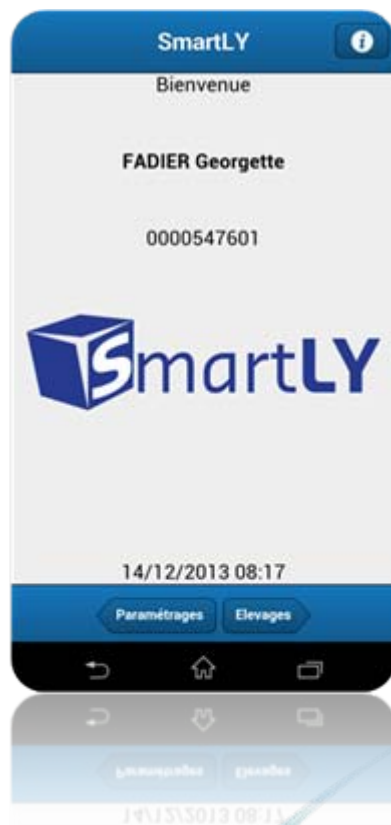 SmartLY
Bienvenue
FADIER Georgette
0000547601
SmartLY
14/12/2013 08:17
Paramétrages Elevages